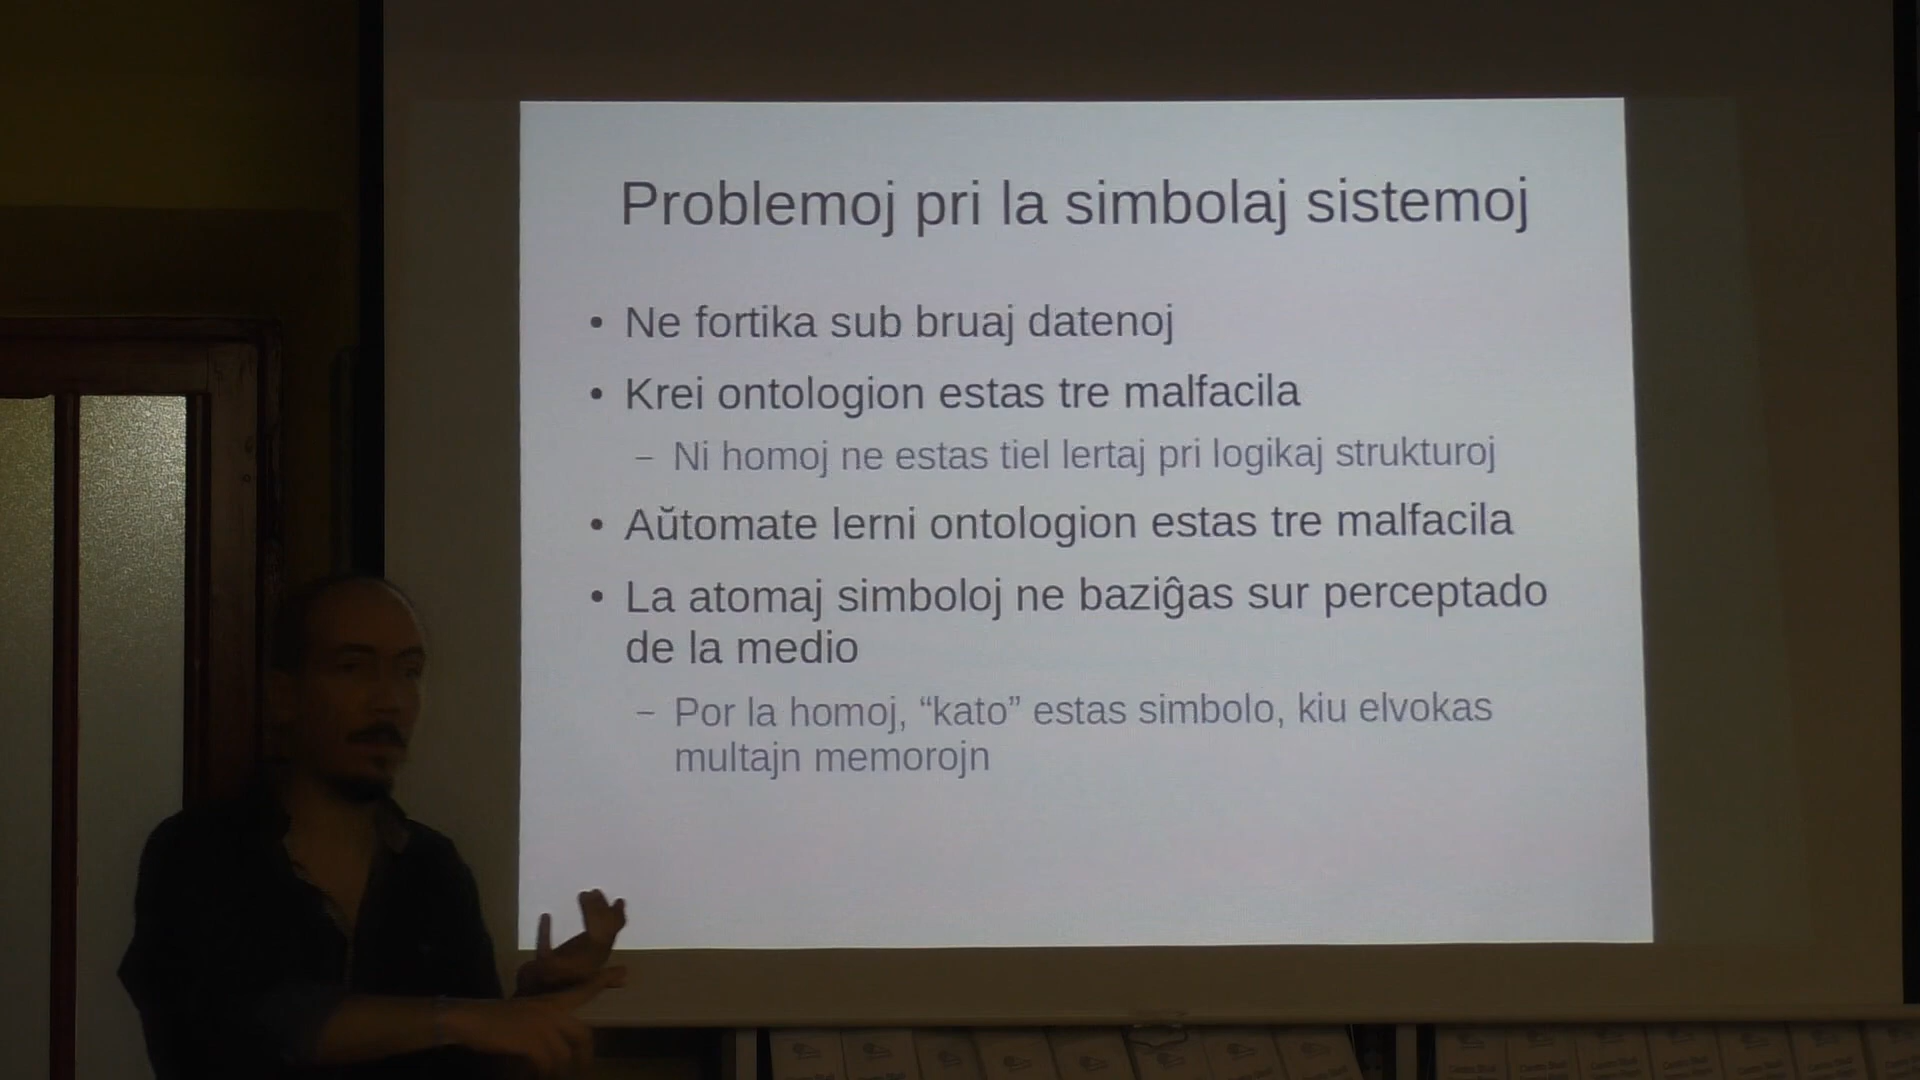 Problemoj pri la simbolaj sistemoj
• Ne fortika sub bruaj datenoj
• Krei ontologion estas tre malfacila
– Ni homoj ne estas tiel lertaj pri logikaj strukturoj
• Aŭtomate lerni ontologion estas tre malfacila
• La atomaj simboloj ne baziĝas sur perceptado
de la medio
– Por la homoj, “kato” estas simbolo, kiu elvokas
multajn memorojn